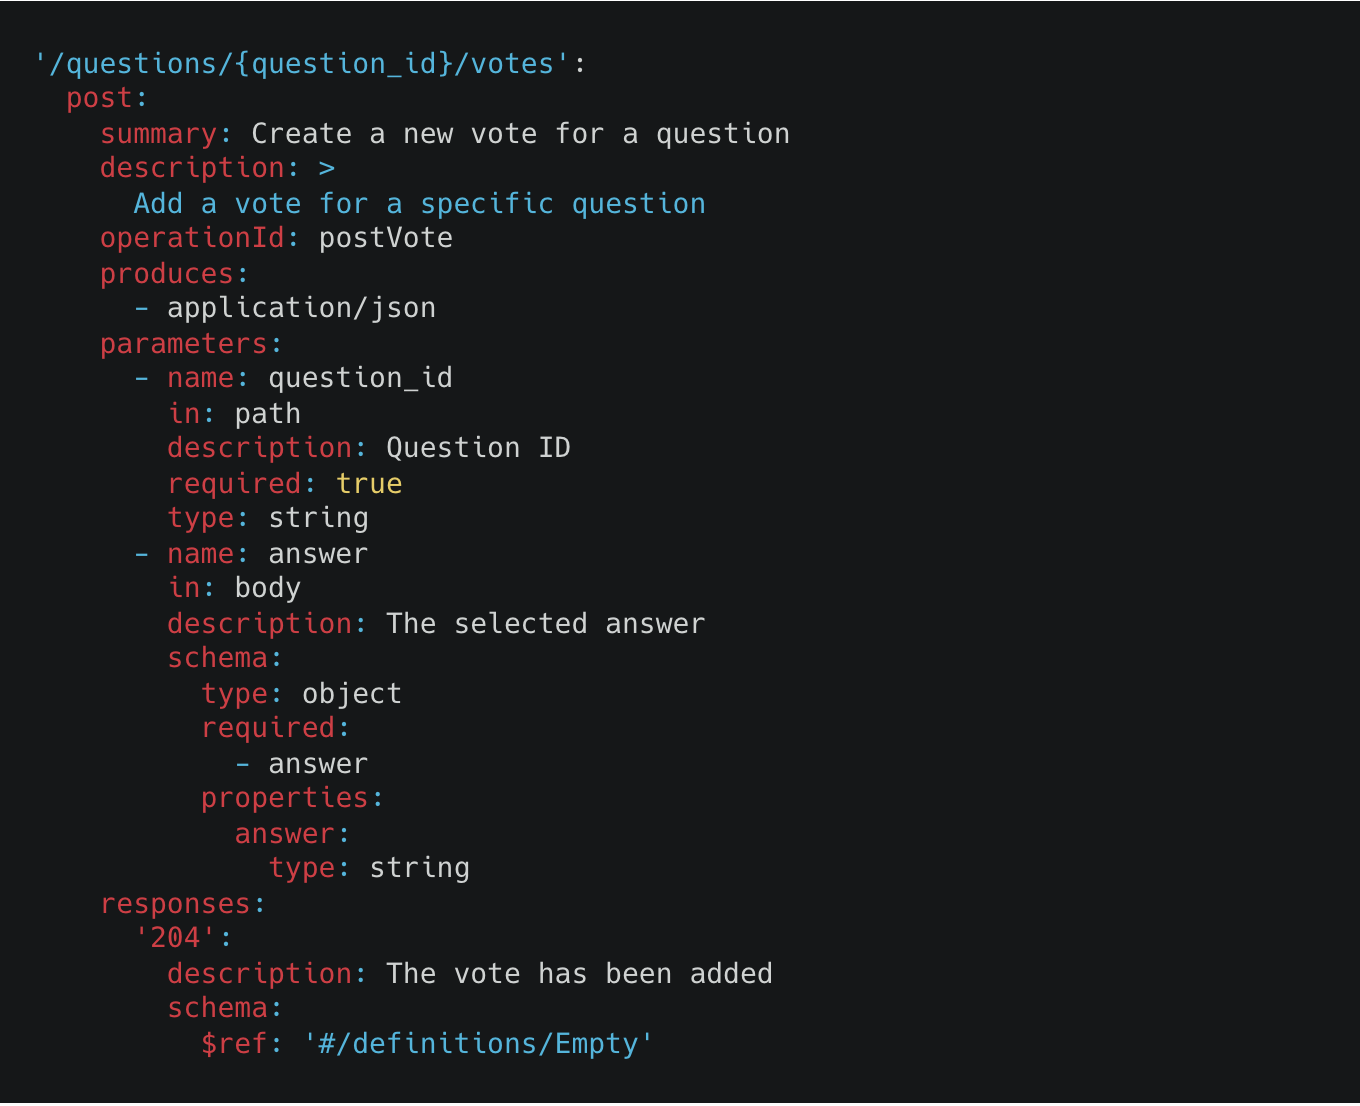 '/questions/{question_id}/votes':
  post:
    summary: Create a new vote for a question
    description: >
      Add a vote for a specific question
    operationId: postVote
    produces:
      - application/json
    parameters:
      - name: question_id
        in: path
        description: Question ID
        required: true
        type: string
      - name: answer
        in: body
        description: The selected answer
        schema:
          type: object
          required:
            - answer
          properties:
            answer:
              type: string
    responses:
      '204':
        description: The vote has been added
        schema:
          $ref: '#/definitions/Empty'